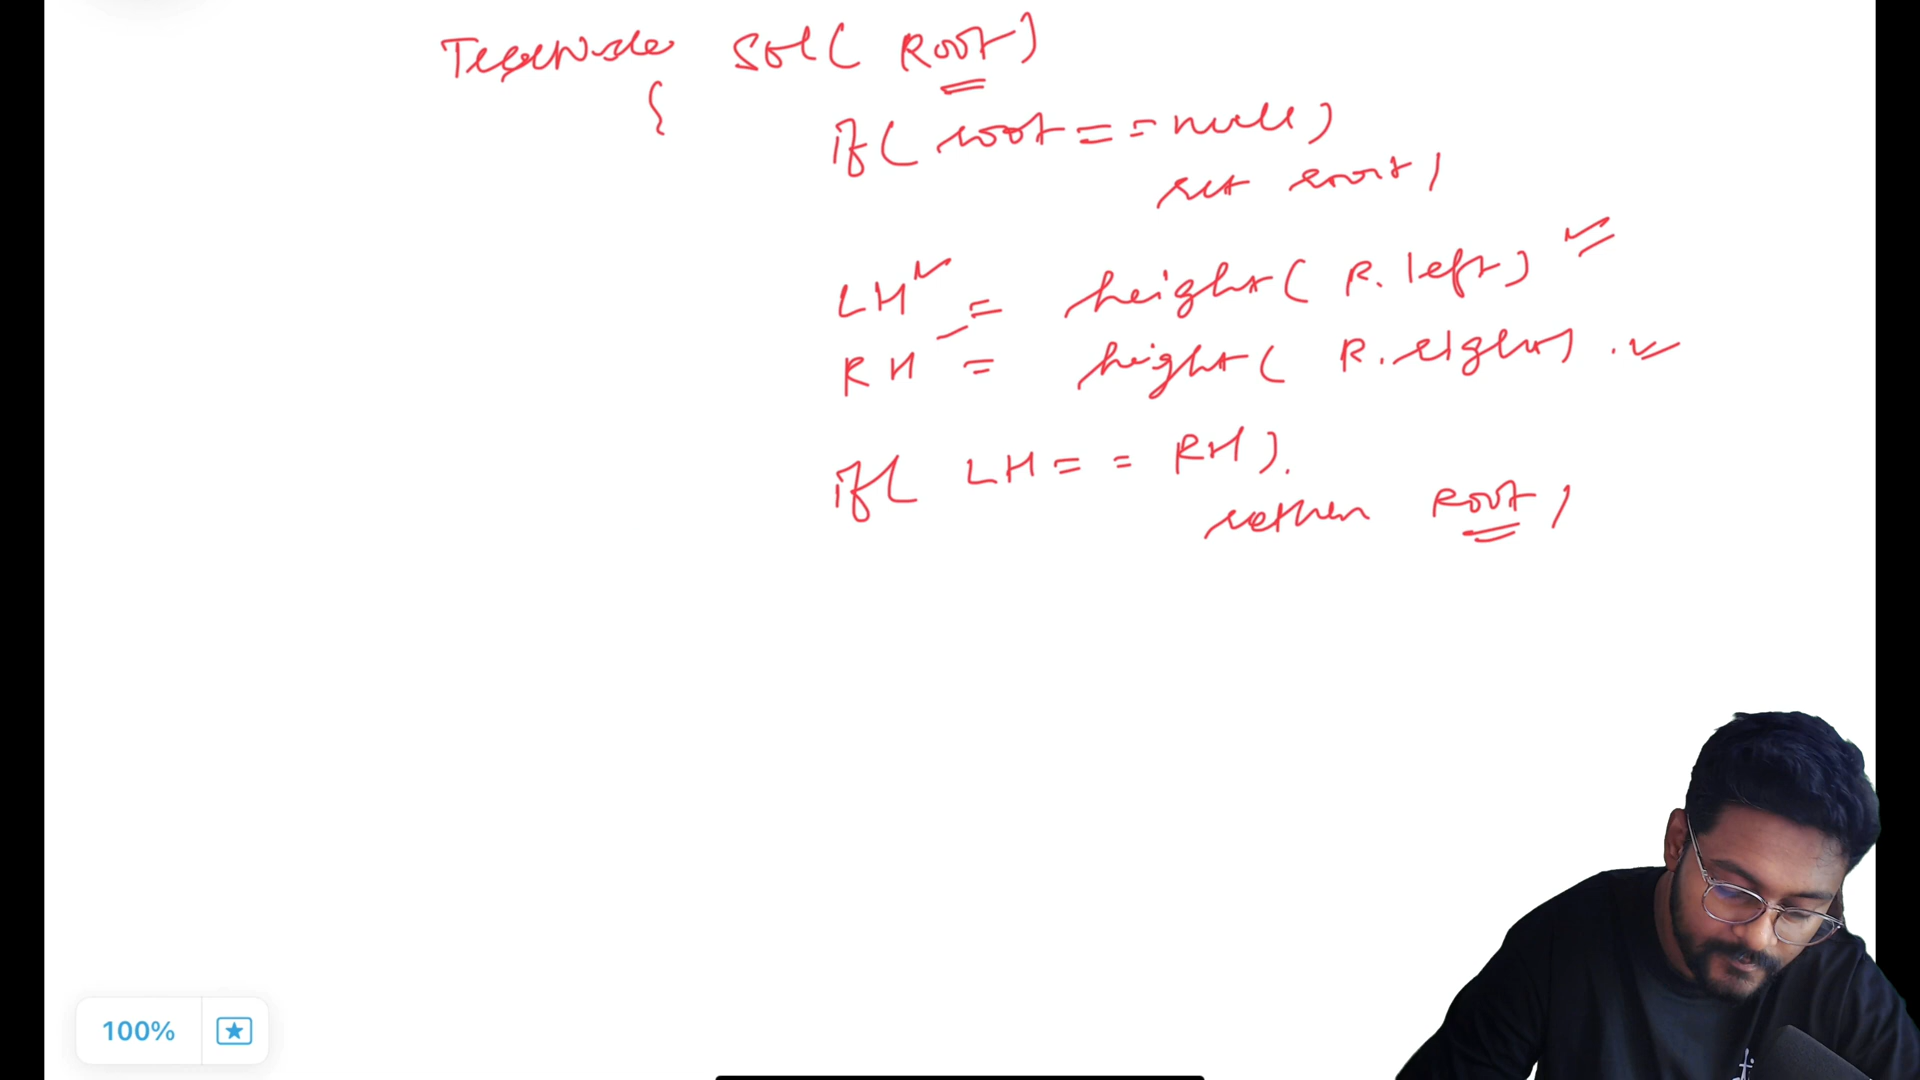 TreeNode Sol( Root)
{
if( root == null)
ret root;
LH = height( R.left)
RH = height( R.right).
if( LH == RH).
return Root;
100%